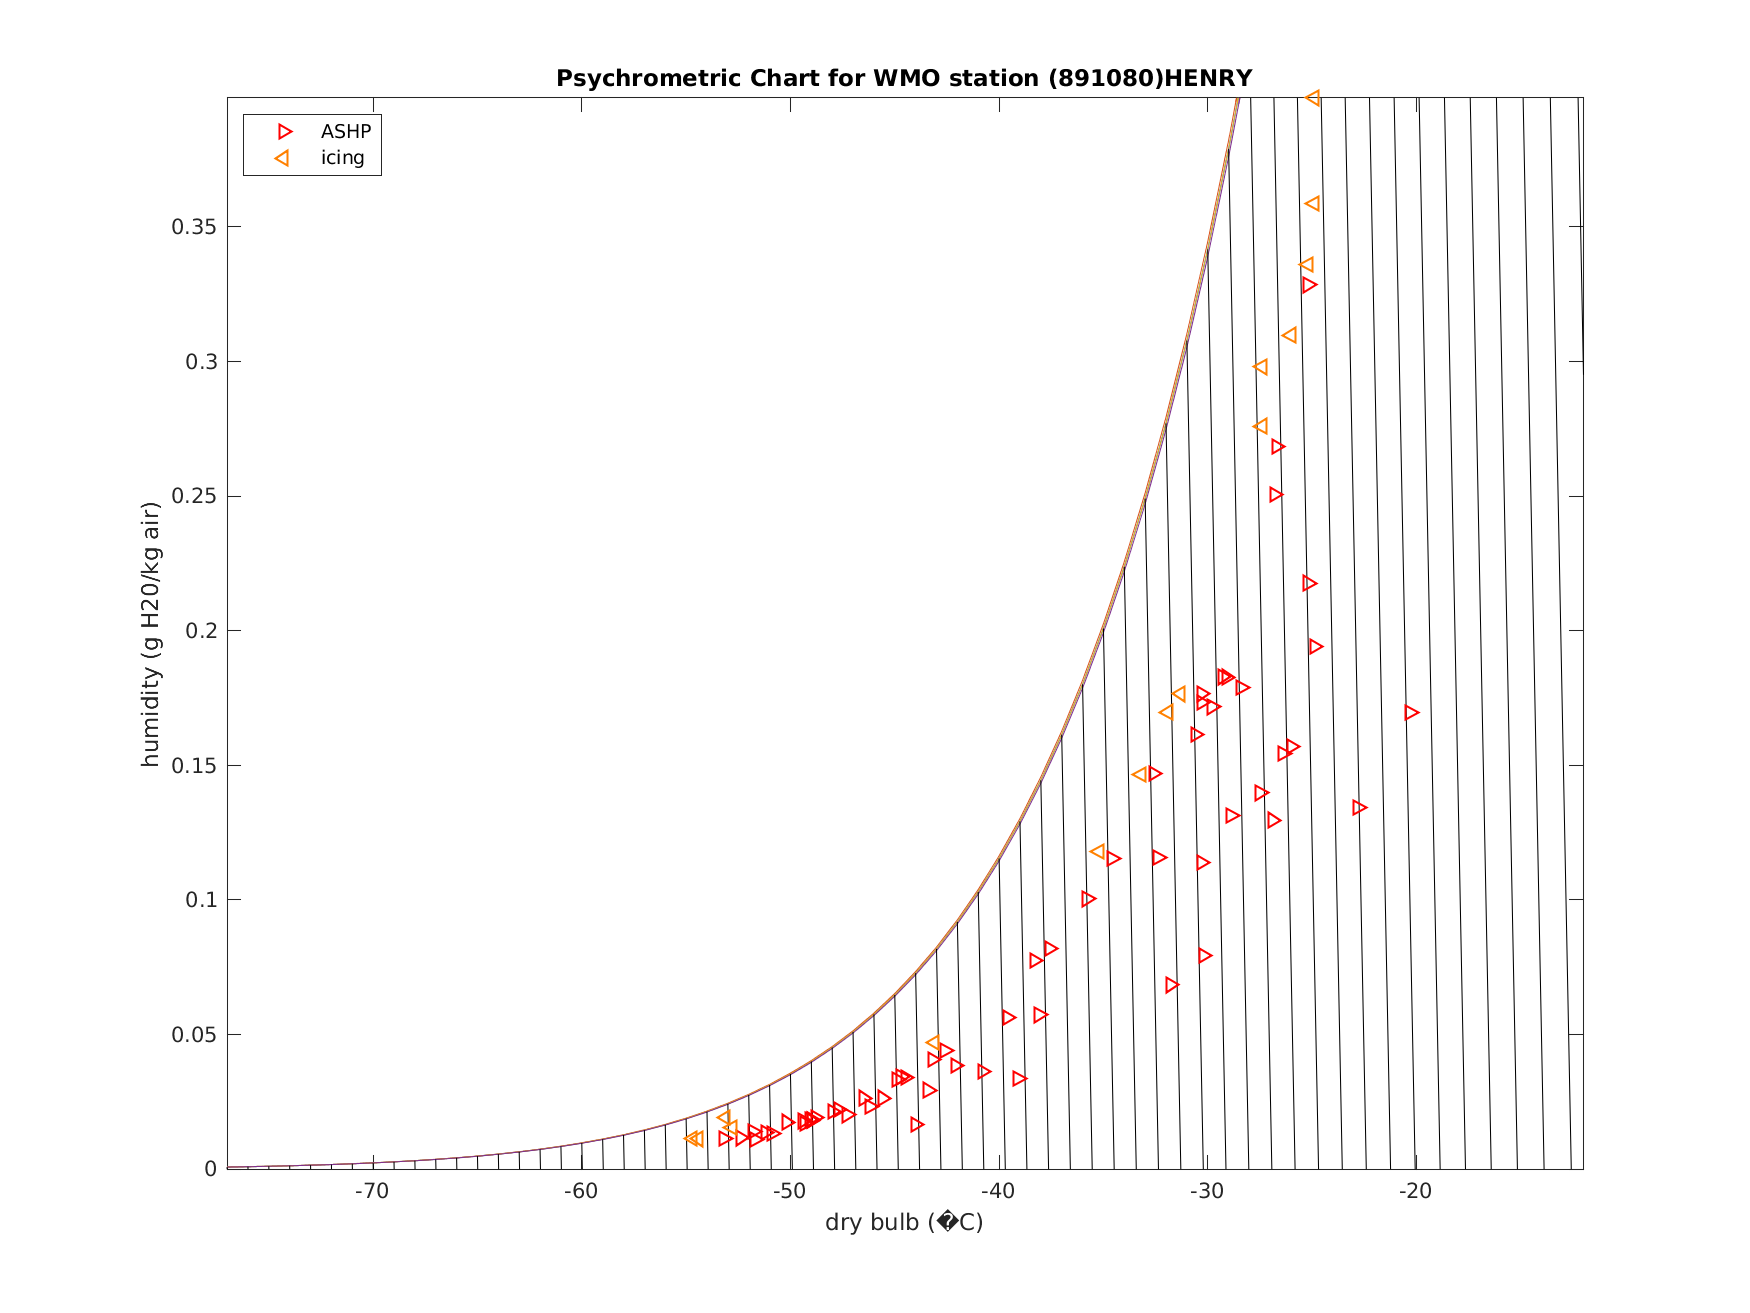 Psychrometric Chart for WMO station (891080)HENRY
ASHP
icing
0.35
0.3
0.25
0.2
0.15
0.1
0.05
0
humidity (g H20/kg air)
-70 -60 -50 -40 -30 -20
dry bulb (�C)